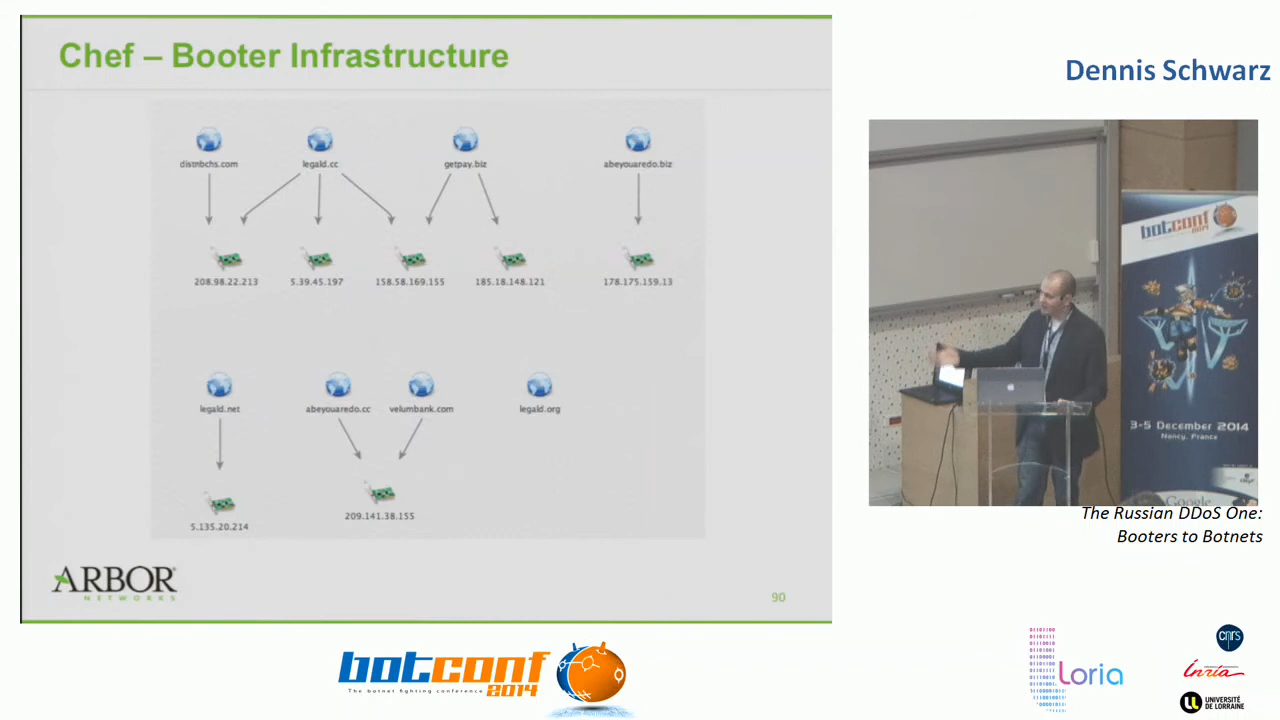 Chef – Booter Infrastructure
distnbchs.com legald.cc getpay.biz abeyouaredo.biz
208.98.22.213 5.39.45.197 158.58.169.155 185.18.148.121 178.175.159.13
legald.net abeyouaredo.cc velumbank.com legald.org
5.135.20.214 209.141.38.155
ARBOR
NETWORKS
90
Dennis Schwarz
botconf
2014
3-5 December 2014
Nancy, France
Google
The Russian DDoS One:
Booters to Botnets
botconf
The botnet fighting conference 2014
Loria
cnrs
Inria
UNIVERSITÉ
DE LORRAINE